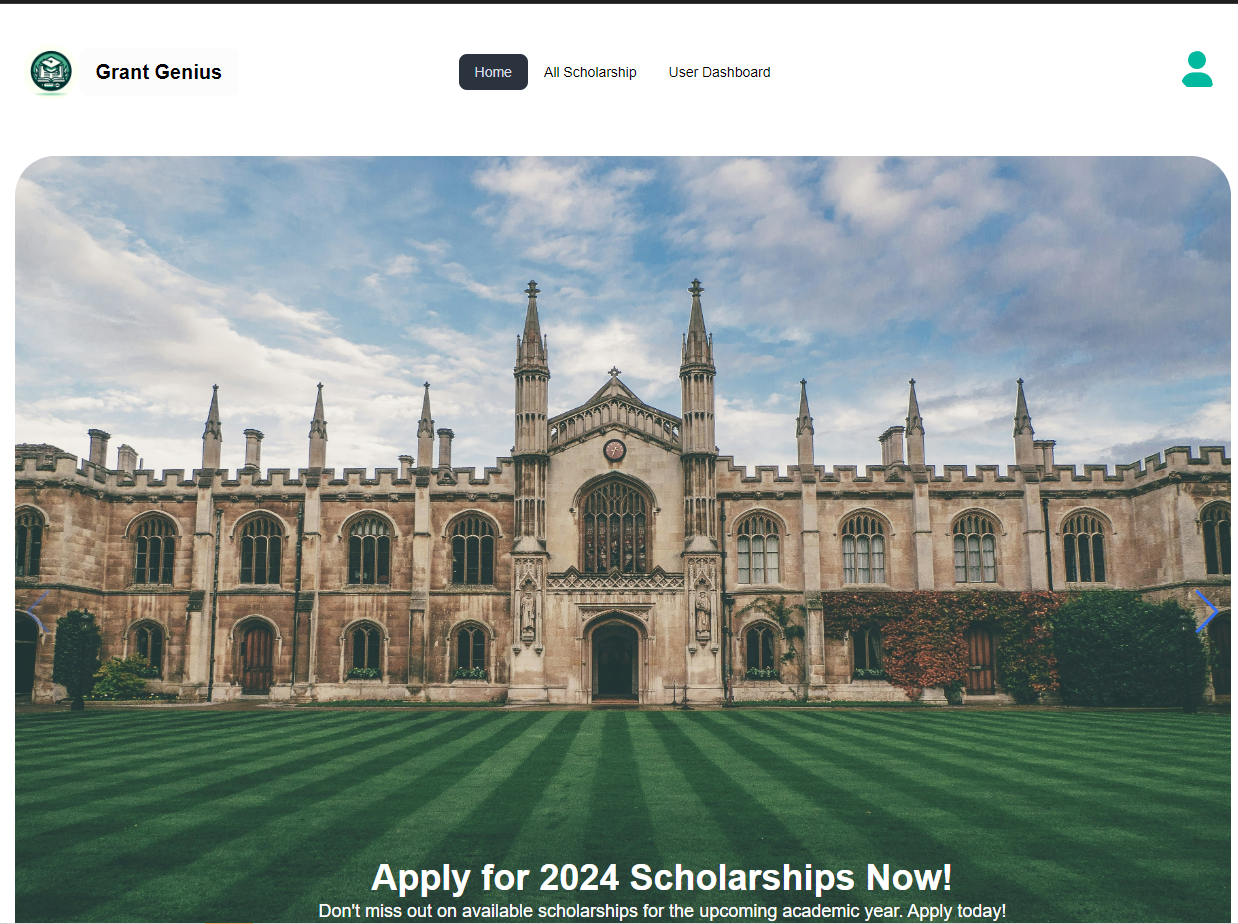 Grant Genius
Home All Scholarship User Dashboard
Apply for 2024 Scholarships Now!
Don't miss out on available scholarships for the upcoming academic year. Apply today!